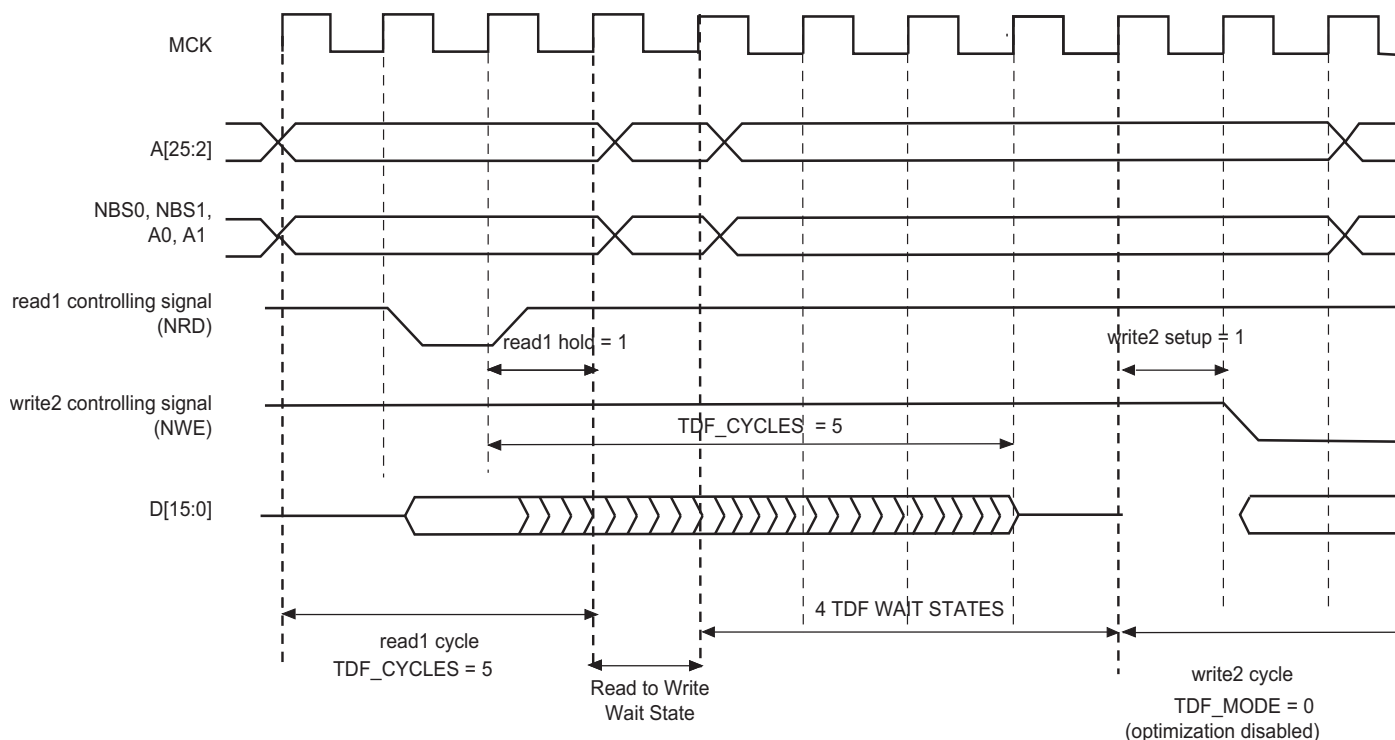 MCK
A[25:2]
NBS0, NBS1,
A0, A1
read1 controlling signal
(NRD)
read1 hold = 1
write2 setup = 1
write2 controlling signal
(NWE)
TDF_CYCLES = 5
D[15:0]
4 TDF WAIT STATES
read1 cycle
TDF_CYCLES = 5
Read to Write
Wait State
write2 cycle
TDF_MODE = 0
(optimization disabled)